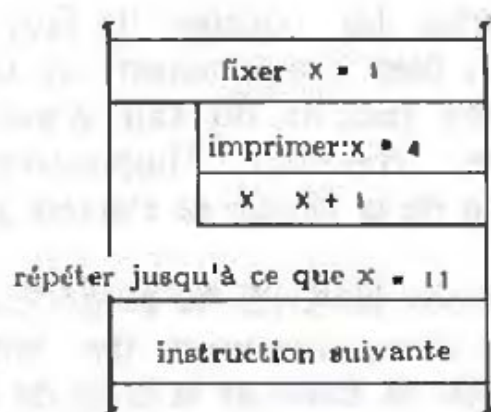 fixer X = 1
imprimer:x * 4
X X + 1
répéter jusqu'à ce que X = 11
instruction suivante